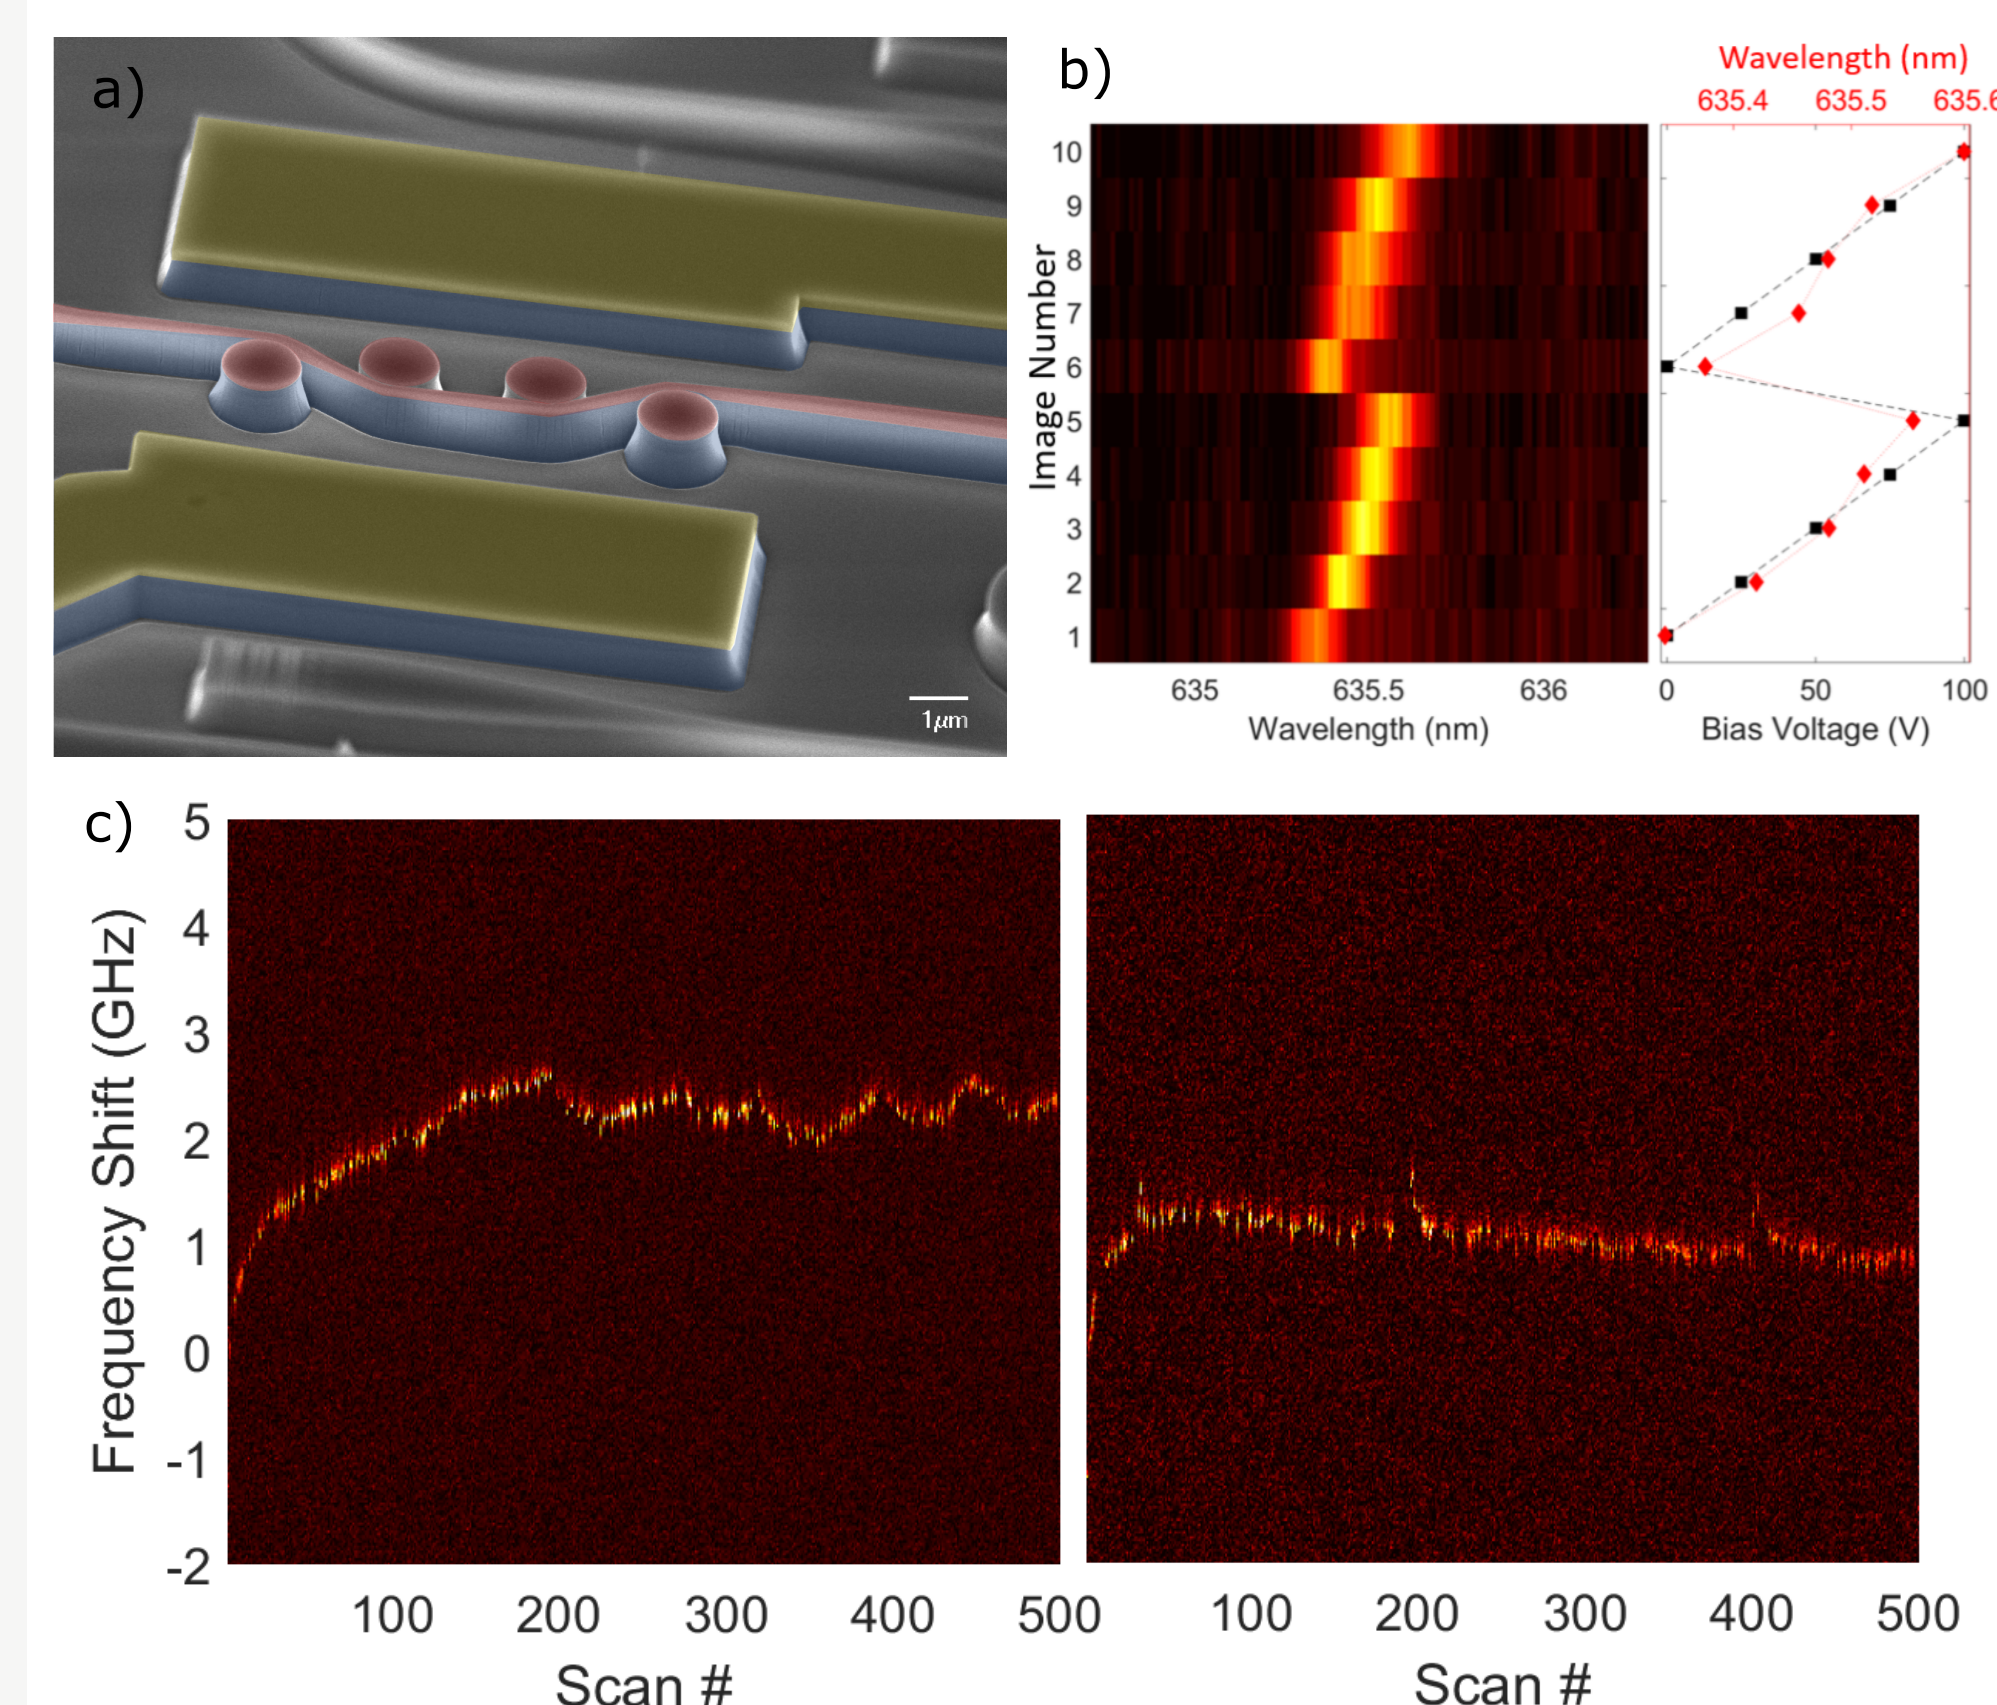 a)
1μm
b)
Wavelength (nm)
635.4 635.5 635.6
Image Number
10
9
8
7
6
5
4
3
2
1
635 635.5 636
Wavelength (nm)
0 50 100
Bias Voltage (V)
c)
Frequency Shift (GHz)
5
4
3
2
1
0
-1
-2
100 200 300 400 500
Scan #
100 200 300 400 500
Scan #